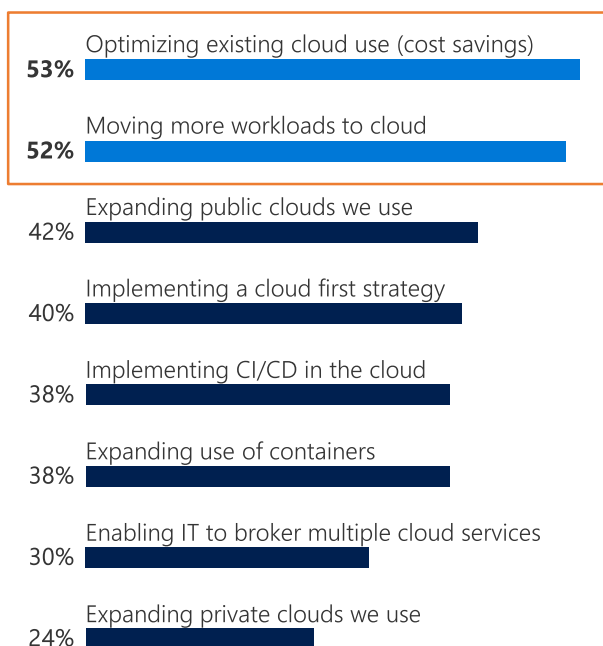 Optimizing existing cloud use (cost savings)
53%
Moving more workloads to cloud
52%
Expanding public clouds we use
42%
Implementing a cloud first strategy
40%
Implementing CI/CD in the cloud
38%
Expanding use of containers
38%
Enabling IT to broker multiple cloud services
30%
Expanding private clouds we use
24%